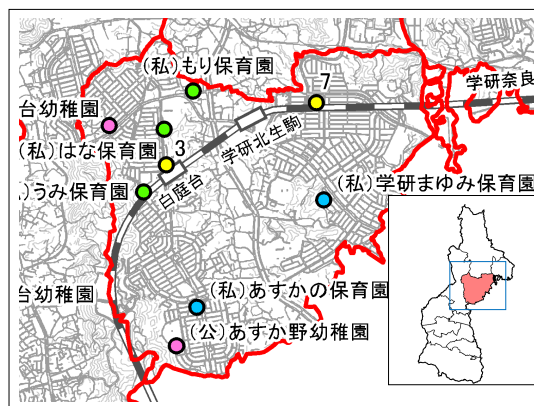 (私)もり保育園
7
学研奈良
台幼稚園
(私)はな保育園
3
学研北生駒
白庭台
)うみ保育園
(私)学研まゆみ保育園
台幼稚園
(私)あすかの保育園
(公)あすか野幼稚園